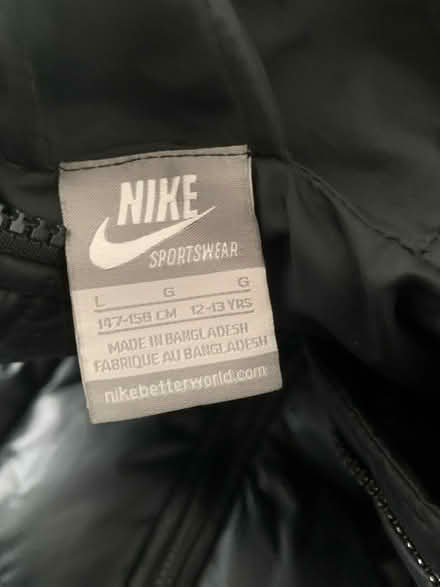 NIKE
SPORTSWEAR
L G G
147-158 CM 12-13 YRS
MADE IN BANGLADESH
FABRIQUE AU BANGLADESH
nikebetterworld.com